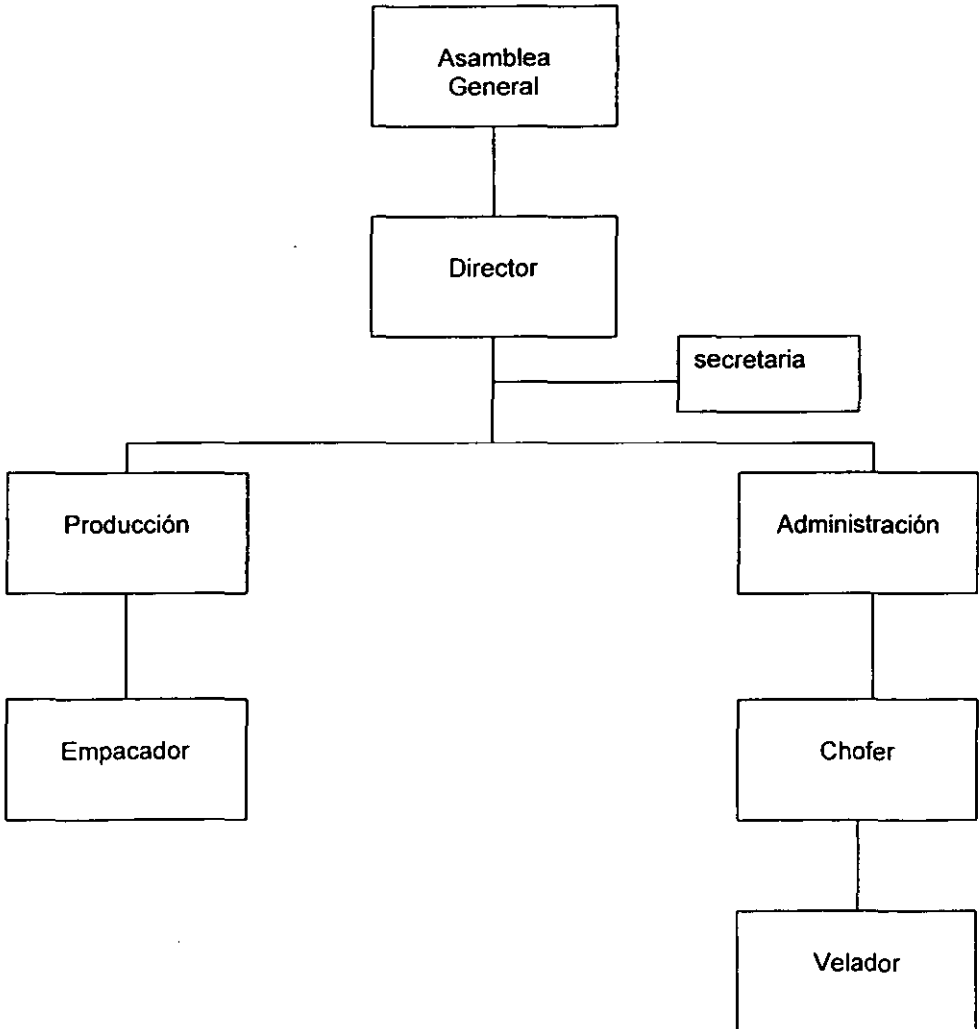 Asamblea
General
Director
secretaria
Producción
Administración
Empacador
Chofer
Velador